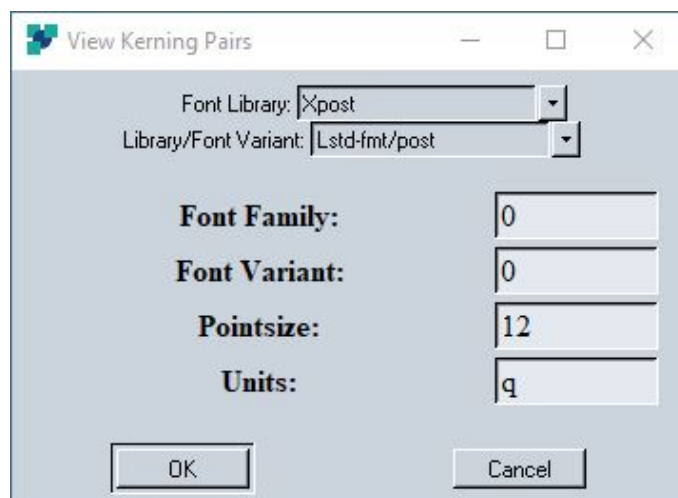 View Kerning Pairs
Font Library: Xpost
Library/Font Variant: Lstd-fmt/post
Font Family: 0
Font Variant: 0
Pointsize: 12
Units: q
OK Cancel